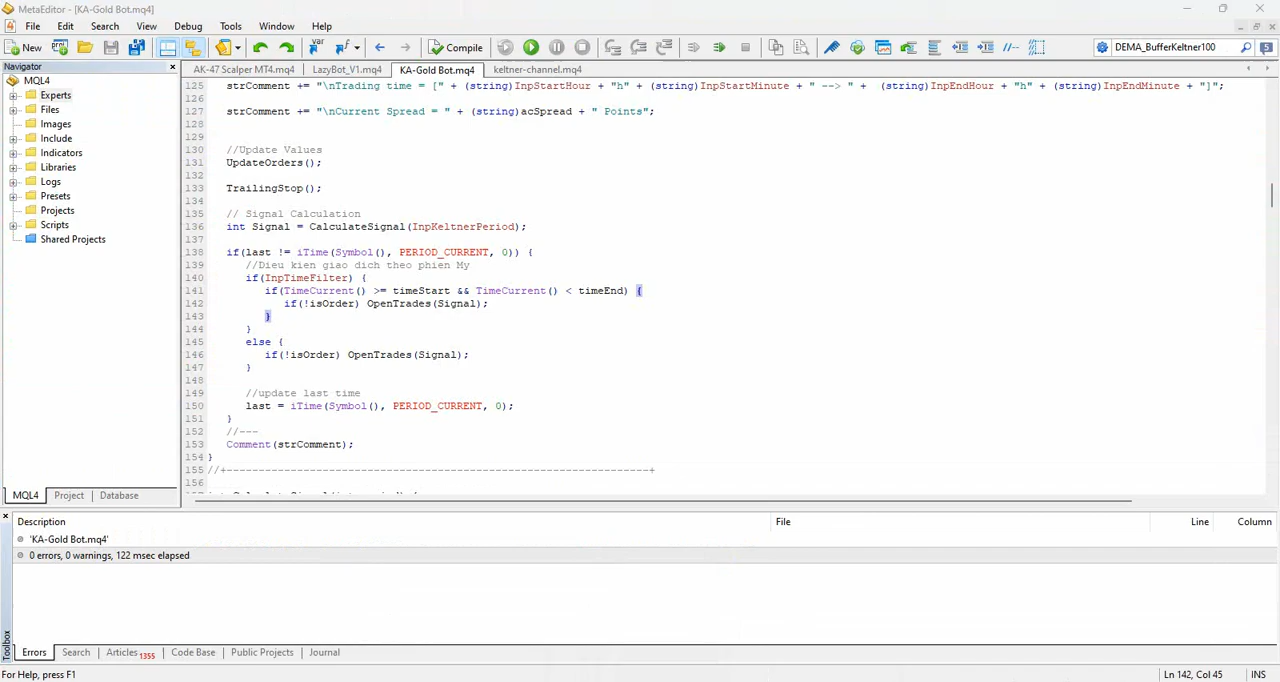 MetaEditor - [KA-Gold Bot.mq4]
File Edit Search View Debug Tools Window Help
New Compile DEMA_BufferKeltner100 5
Navigator
AK-47 Scalper MT4.mq4 LazyBot_V1.mq4 KA-Gold Bot.mq4 keltner-channel.mq4
MQL4
Experts
Files
Images
Include
Indicators
Libraries
Logs
Presets
Projects
Scripts
Shared Projects
125 strComment += "\nTrading time = [" + (string)InpStartHour + "h" + (string)InpStartMinute + " --> " +  (string)InpEndHour + "h" + (string)InpEndMinute + "]";
126
127 strComment += "\nCurrent Spread = " + (string)acSpread + " Points";
128
129
130 //Update Values
131 UpdateOrders();
132
133 TrailingStop();
134
135 // Signal Calculation
136 int Signal = CalculateSignal(InpKeltnerPeriod);
137
138 if(last != iTime(Symbol(), PERIOD_CURRENT, 0)) {
139 //Dieu kien giao dich theo phien My
140 if(InpTimeFilter) {
141 if(TimeCurrent() >= timeStart && TimeCurrent() < timeEnd) {
142 if(!isOrder) OpenTrades(Signal);
143 }
144 }
145 else {
146 if(!isOrder) OpenTrades(Signal);
147 }
148
149 //update last time
150 last = iTime(Symbol(), PERIOD_CURRENT, 0);
151 }
152 //---
153 Comment(strComment);
154 }
155 //+------------------------------------------------------------------+
156
MQL4 Project Database
Description File Line Column
'KA-Gold Bot.mq4'
0 errors, 0 warnings, 122 msec elapsed
Toolbox
Errors Search Articles 1355 Code Base Public Projects Journal
For Help, press F1 Ln 142, Col 45 INS